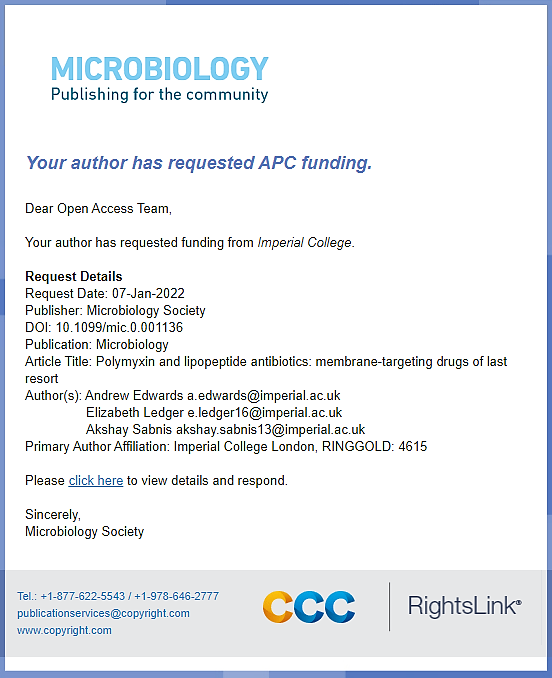 MICROBIOLOGY
Publishing for the community
Your author has requested APC funding.
Dear Open Access Team,
Your author has requested funding from Imperial College.
Request Details
Request Date: 07-Jan-2022
Publisher: Microbiology Society
DOI: 10.1099/mic.0.001136
Publication: Microbiology
Article Title: Polymyxin and lipopeptide antibiotics: membrane-targeting drugs of last
resort
Author(s): Andrew Edwards a.edwards@imperial.ac.uk
Elizabeth Ledger e.ledger16@imperial.ac.uk
Akshay Sabnis akshay.sabnis13@imperial.ac.uk
Primary Author Affiliation: Imperial College London, RINGGOLD: 4615
Please click here to view details and respond.
Sincerely,
Microbiology Society
Tel.: +1-877-622-5543 / +1-978-646-2777
publicationservices@copyright.com
www.copyright.com
CCC
RightsLink®